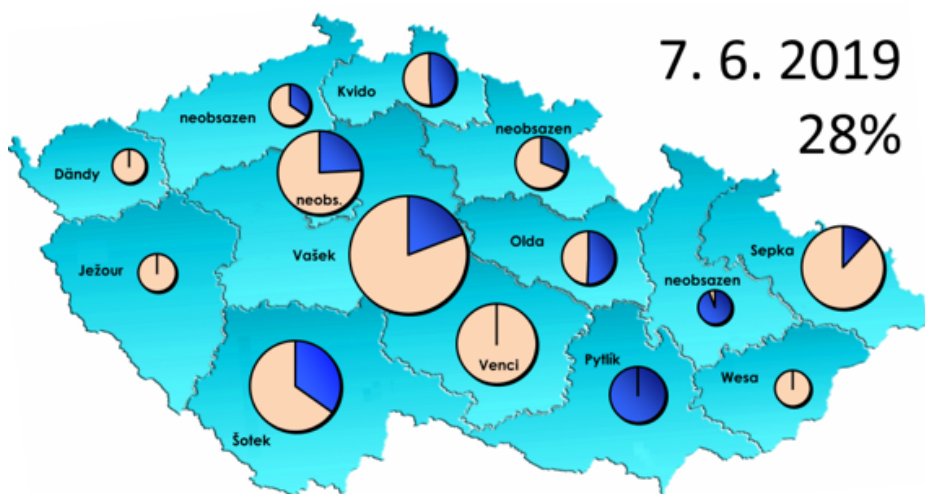 7. 6. 2019
28%
Kvido
neobsazen
neobsazen
Dändy
neobs.
Vašek
Olda
Sepka
Ježour
neobsazen
Venci
Pytlík
Wesa
Šotek